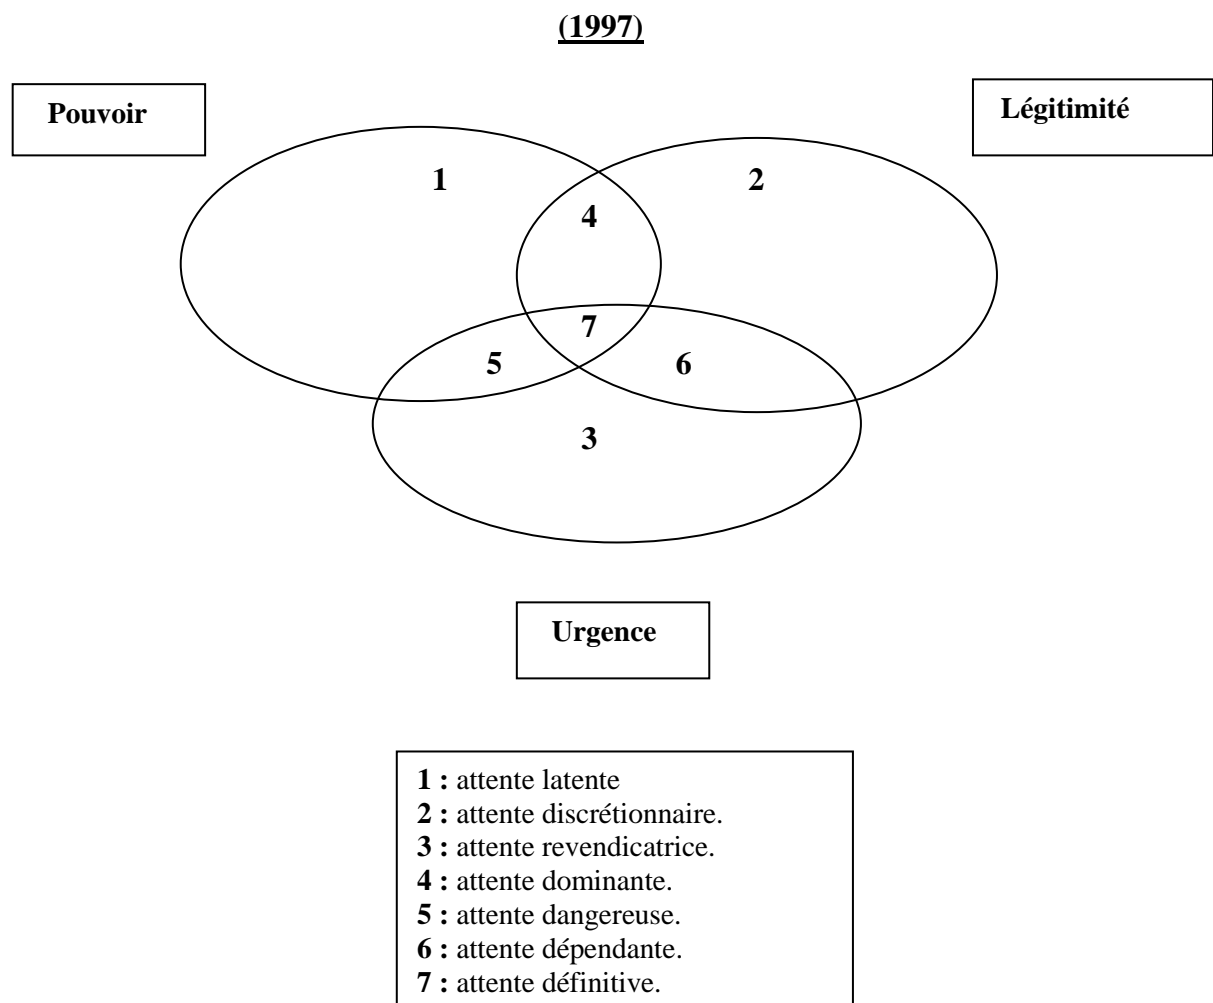 (1997)
Pouvoir
Légitimité
1
2
4
7
5
6
3
Urgence
1 : attente latente
2 : attente discrétionnaire.
3 : attente revendicatrice.
4 : attente dominante.
5 : attente dangereuse.
6 : attente dépendante.
7 : attente définitive.